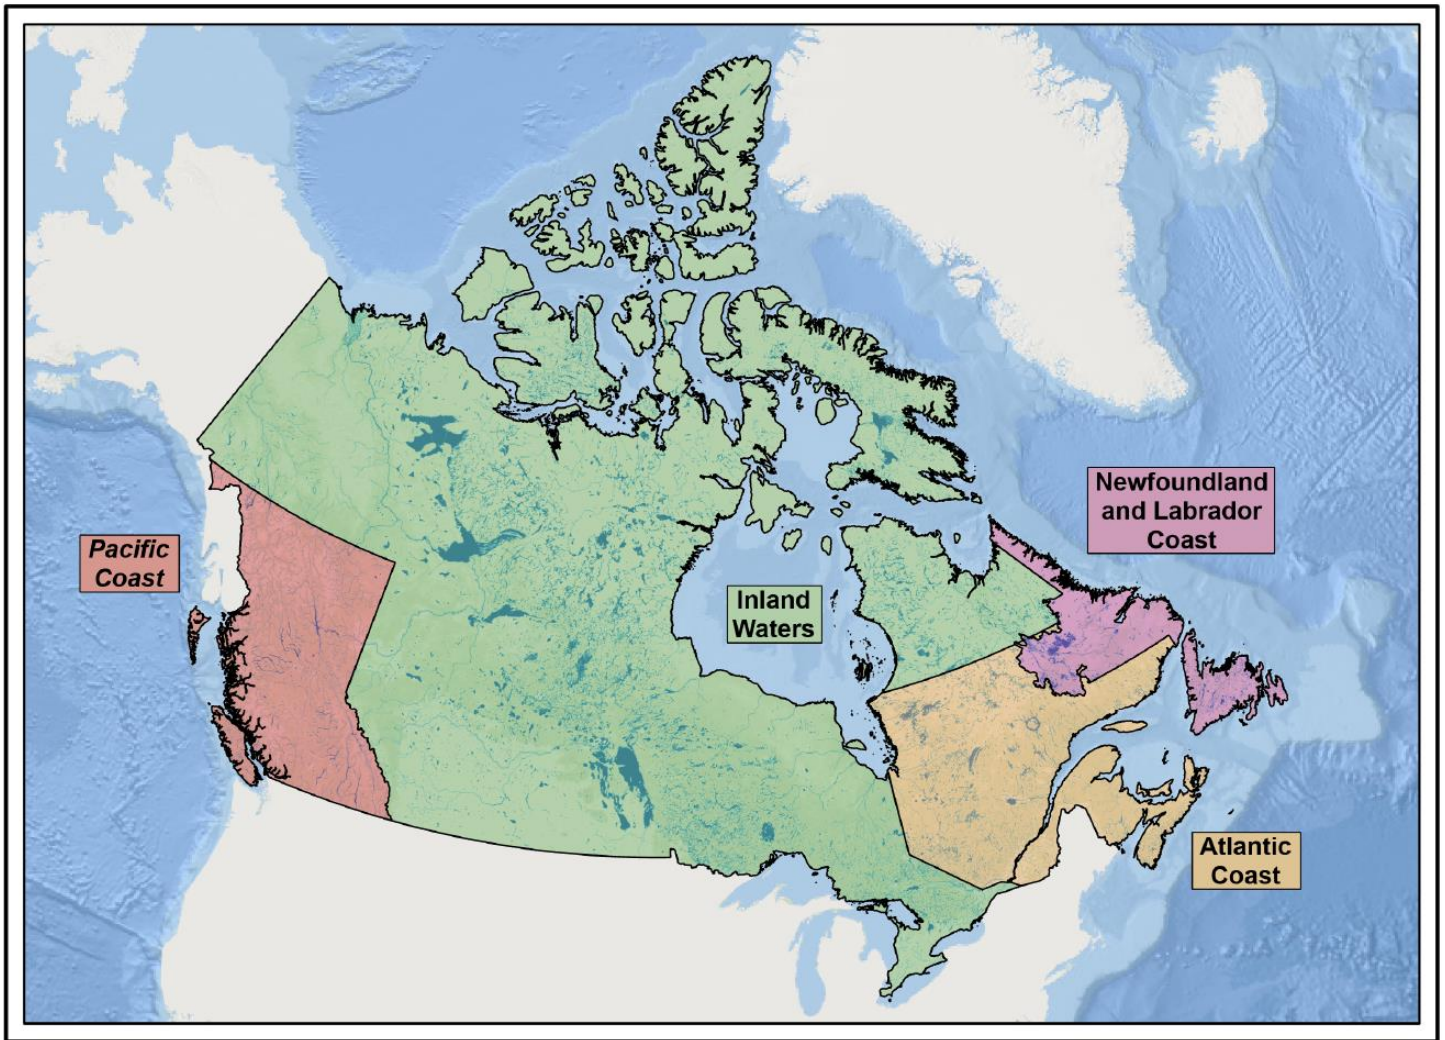 Newfoundland
and Labrador
Coast
Pacific
Coast
Inland
Waters
Atlantic
Coast